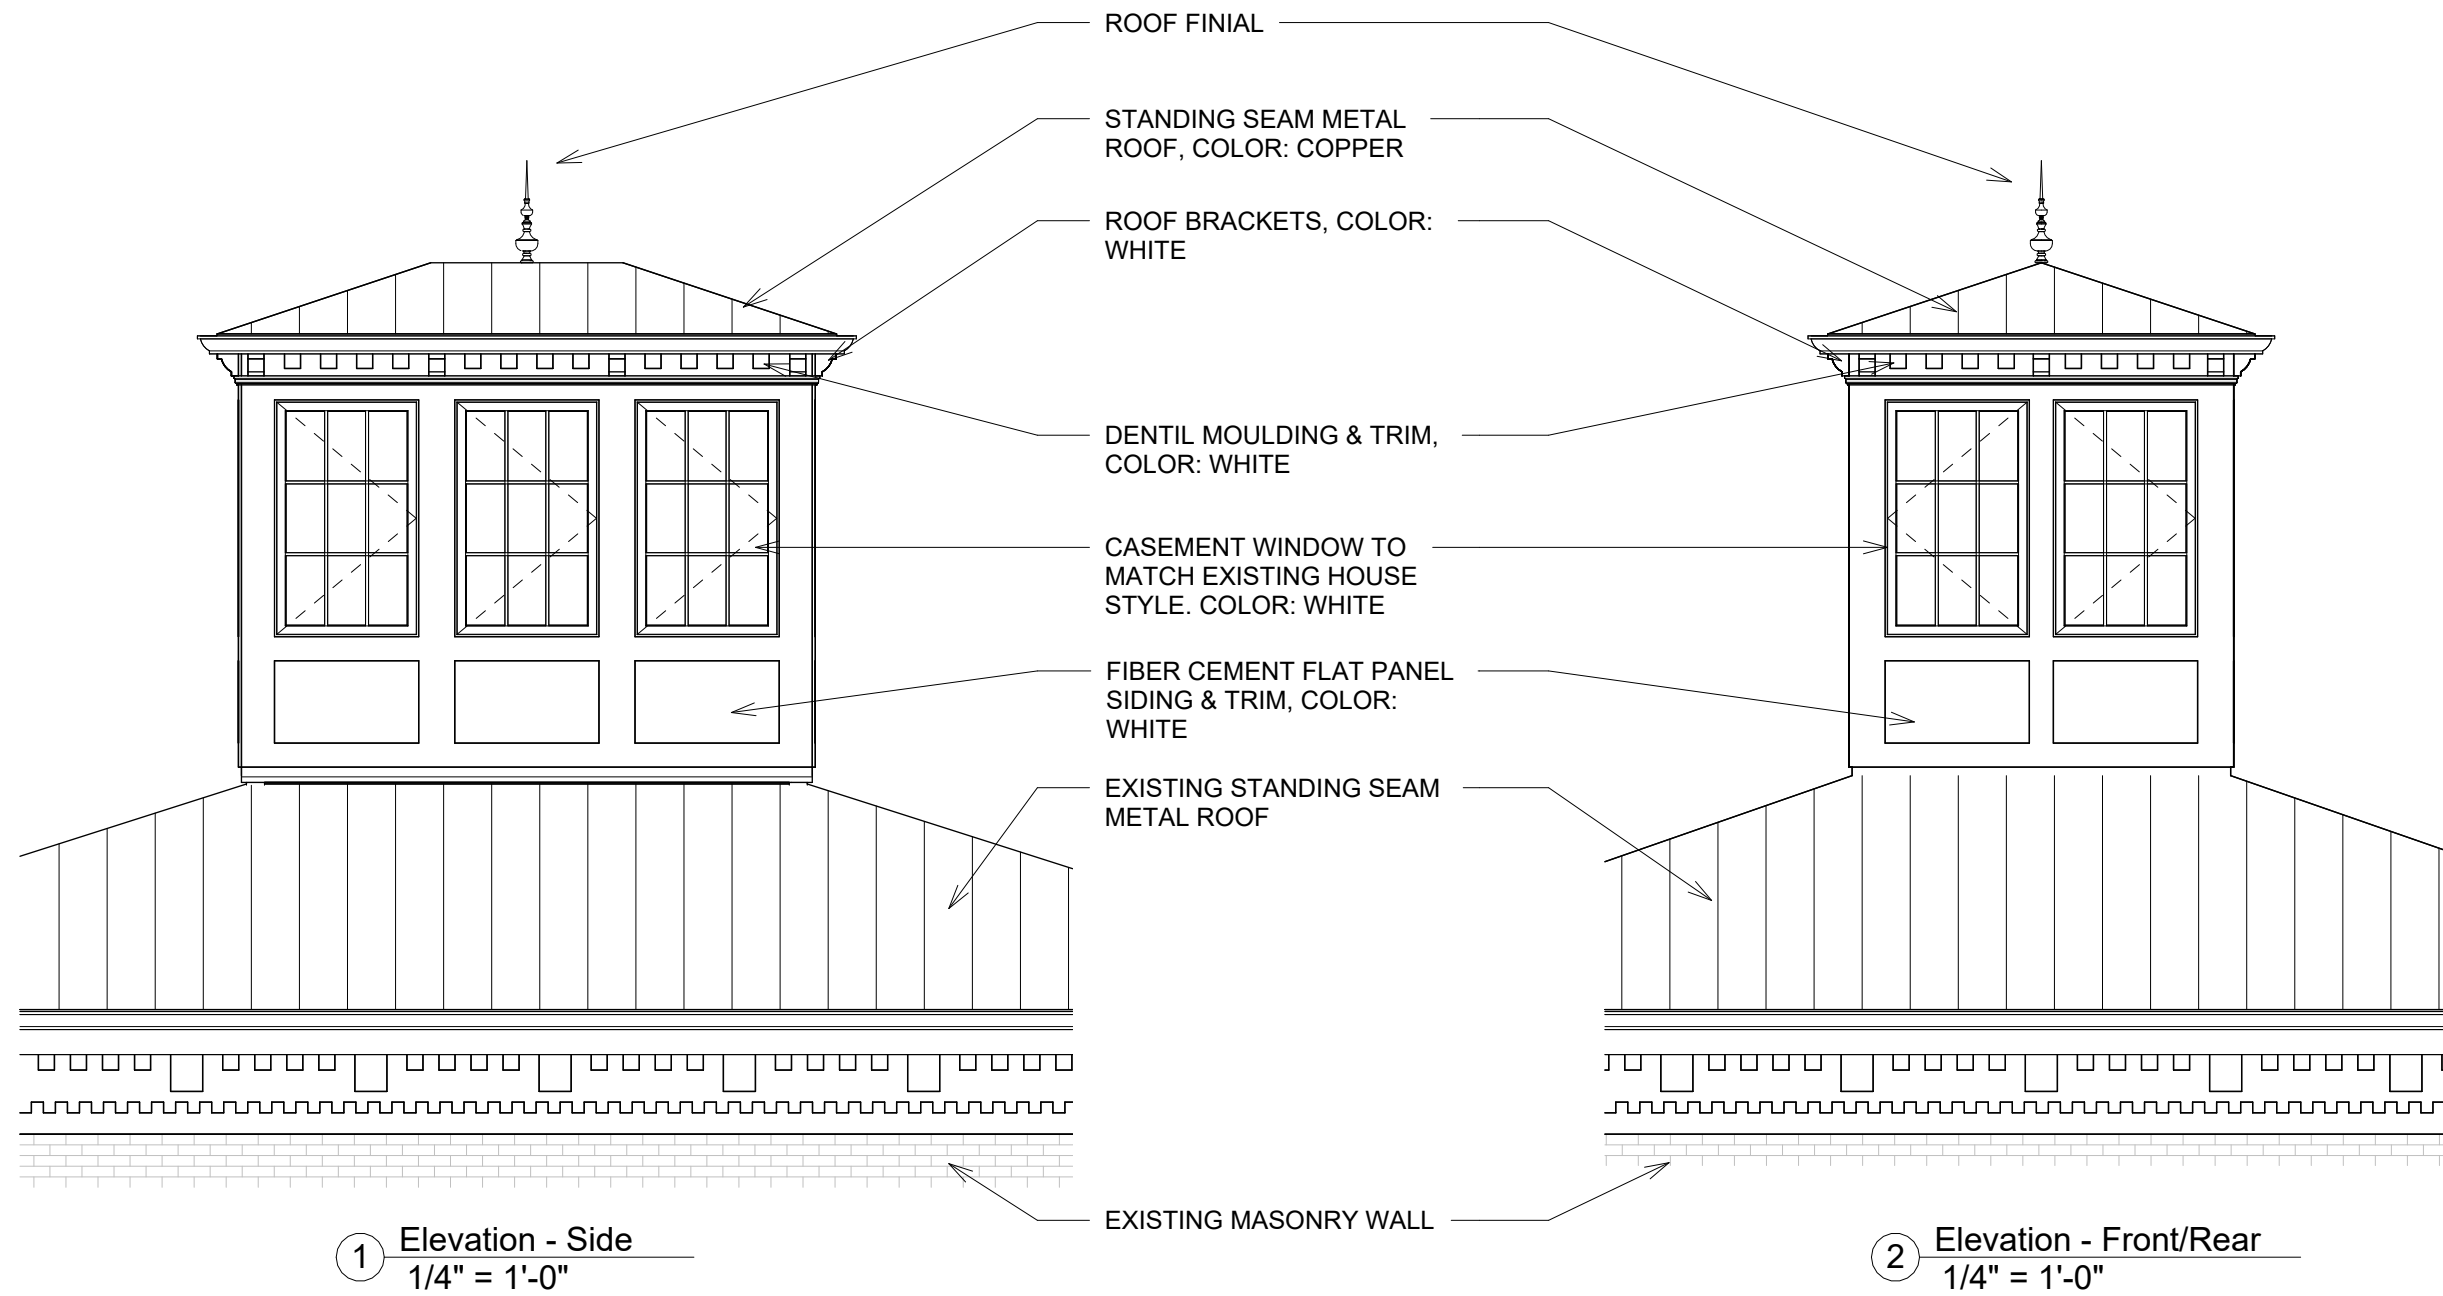 ROOF FINIAL
STANDING SEAM METAL
ROOF, COLOR: COPPER
ROOF BRACKETS, COLOR:
WHITE
DENTIL MOULDING & TRIM,
COLOR: WHITE
CASEMENT WINDOW TO
MATCH EXISTING HOUSE
STYLE. COLOR: WHITE
FIBER CEMENT FLAT PANEL
SIDING & TRIM, COLOR:
WHITE
EXISTING STANDING SEAM
METAL ROOF
EXISTING MASONRY WALL
1 Elevation - Side
1/4" = 1'-0"
2 Elevation - Front/Rear
1/4" = 1'-0"